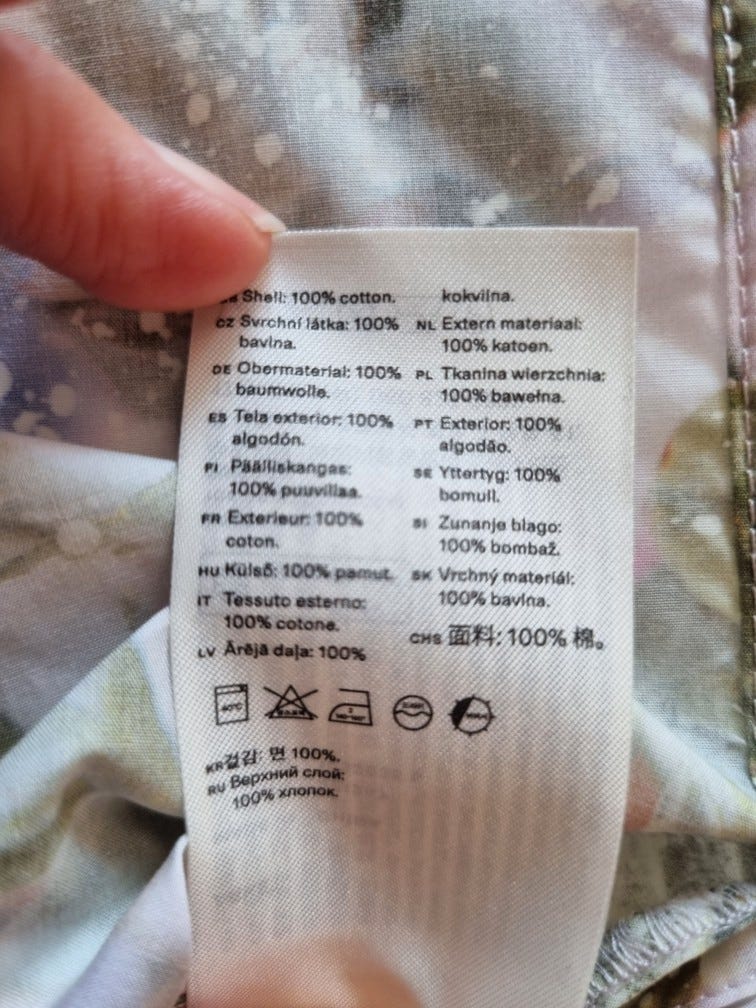 Shell: 100% cotton.
CZ Svrchní látka: 100%
bavlna.
DE Obermaterial: 100%
baumwolle.
ES Tela exterior: 100%
algodón.
FI Päälliskangas:
100% puuvillaa.
FR Exterieur: 100%
coton.
HU Külső: 100% pamut.
IT Tessuto esterno:
100% cotone.
LV Ārējā daļa: 100%
kokvilna.
NL Extern materiaal:
100% katoen.
PL Tkanina wierzchnia:
100% bawełna.
PT Exterior: 100%
algodão.
SE Yttertyg: 100%
bomull.
SI Zunanje blago:
100% bombaž.
SK Vrchný materiál:
100% bavlna.
CHS 面料: 100% 棉。
KR 겉감: 면 100%.
RU Верхний слой:
100% хлопок.